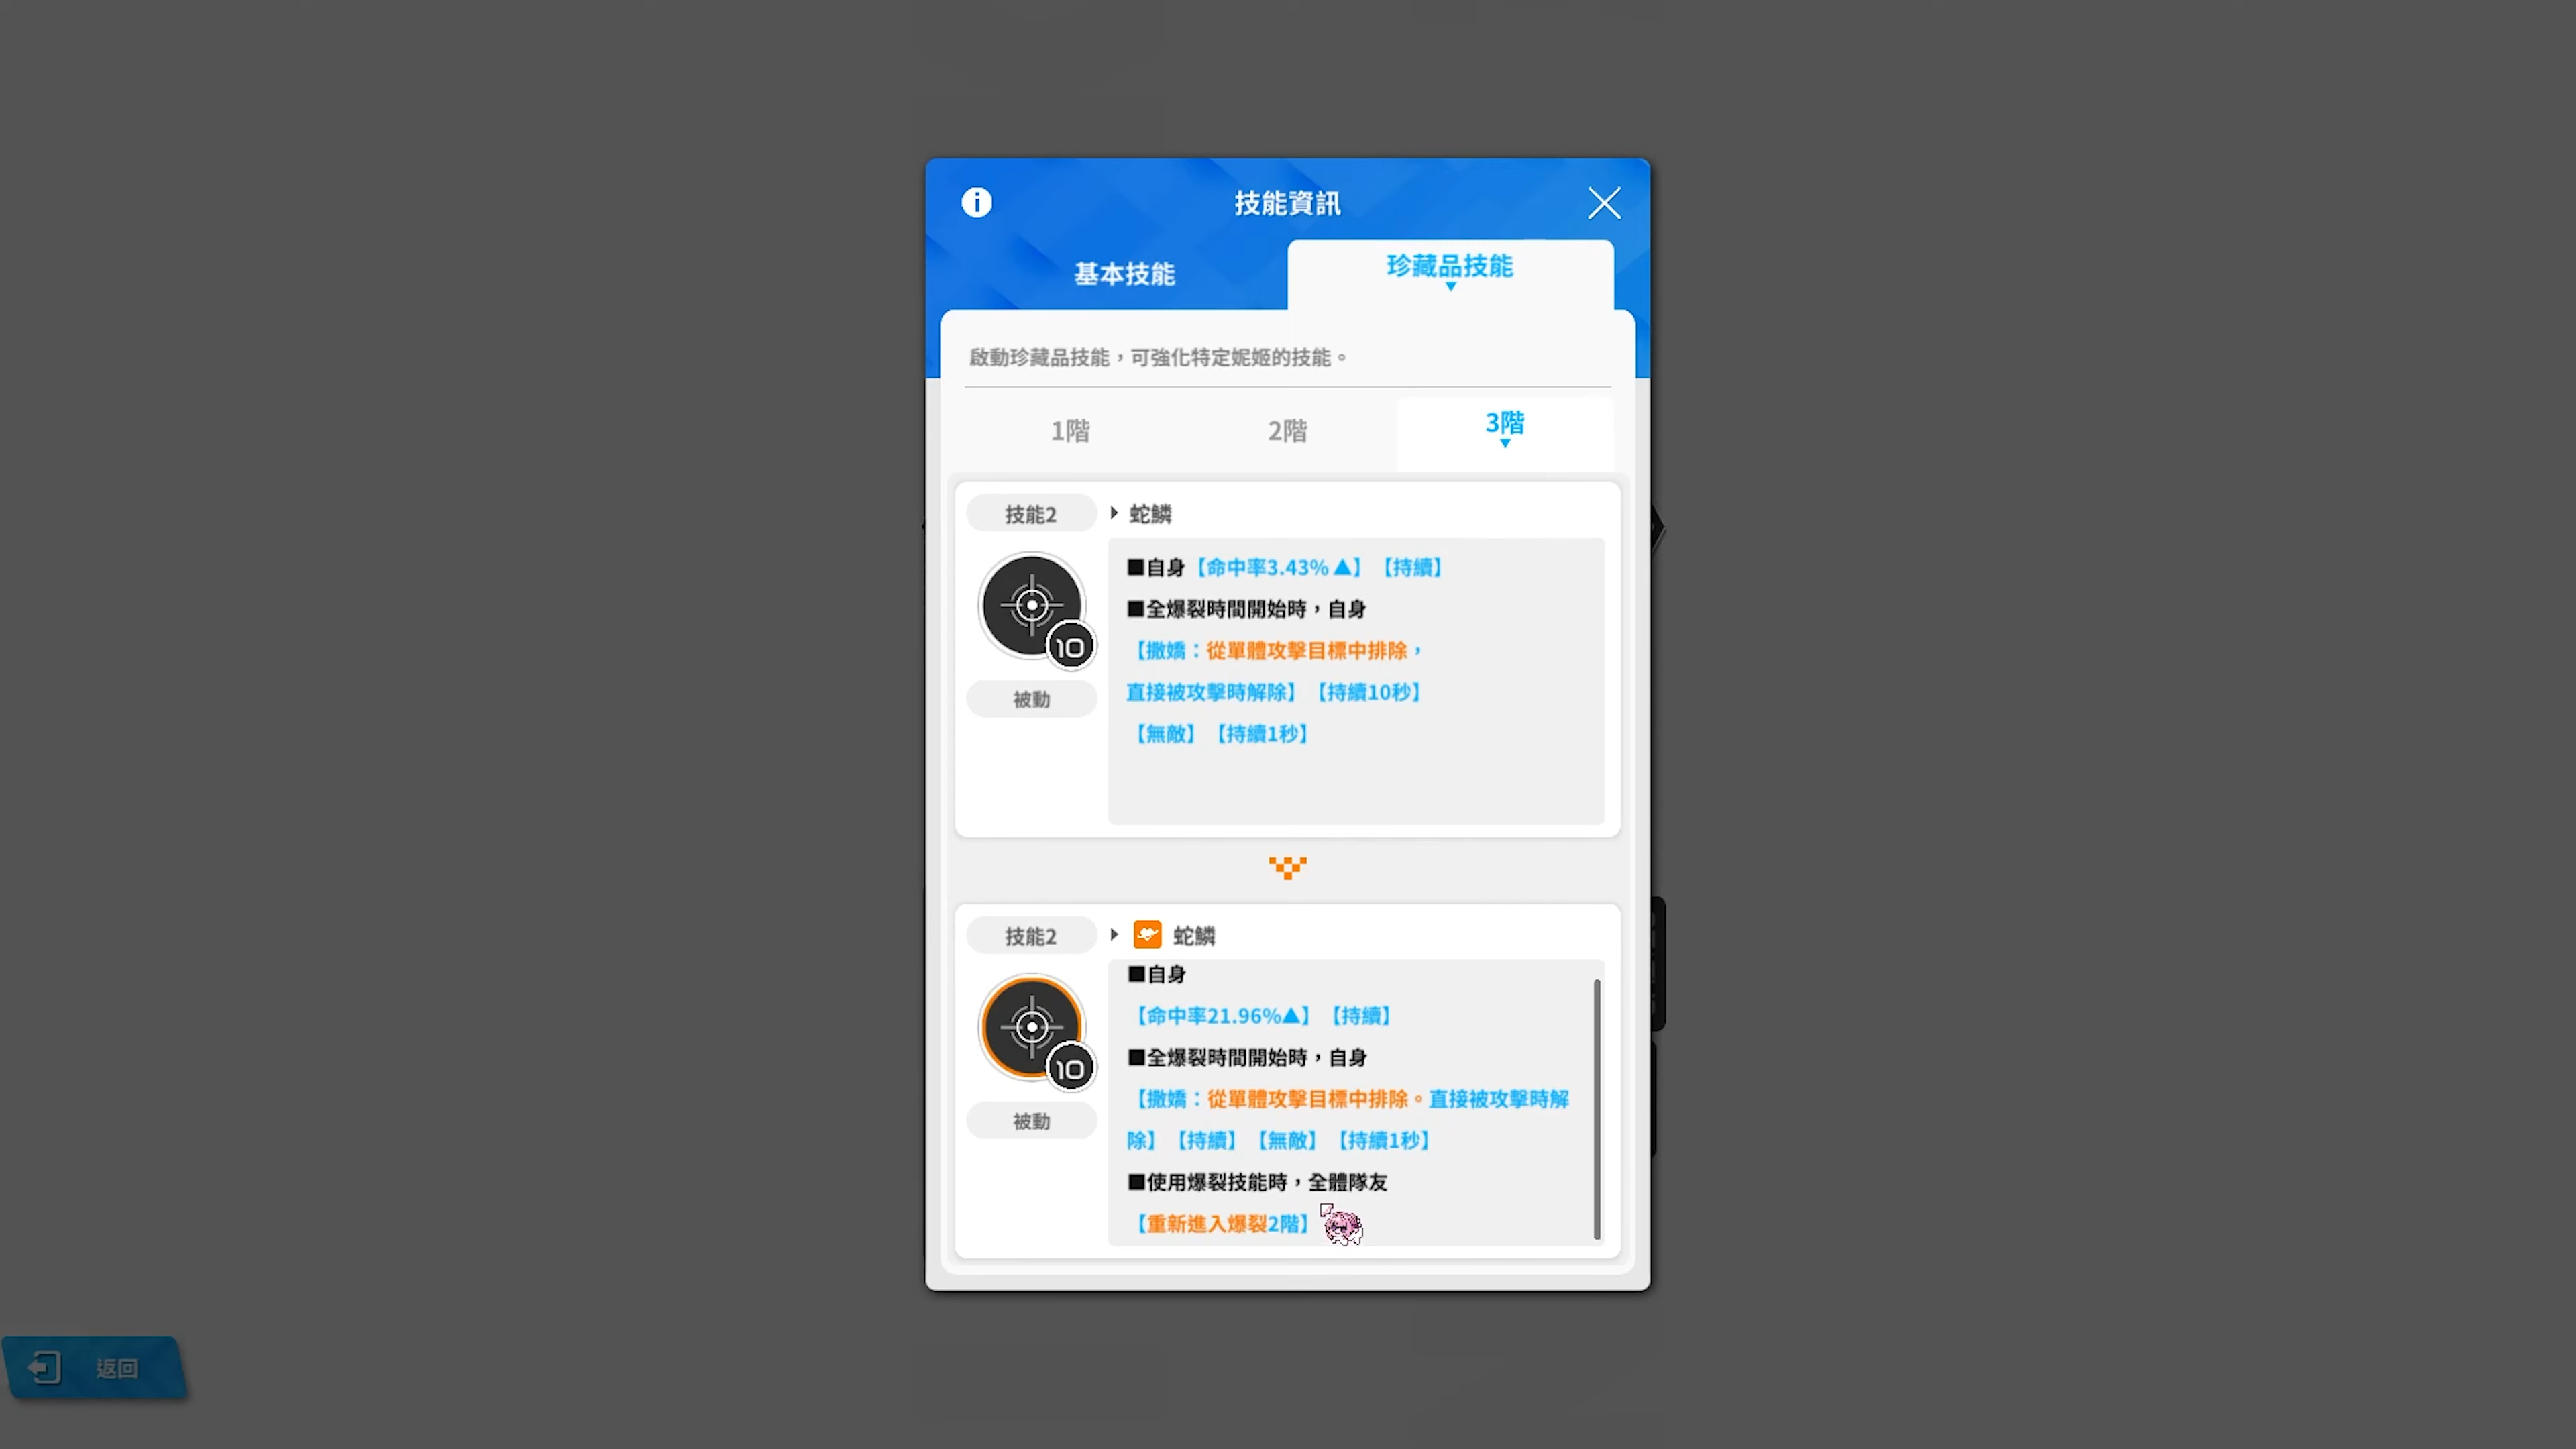 技能資訊
基本技能
珍藏品技能
啟動珍藏品技能，可強化特定妮姬的技能。
1階
2階
3階
技能2
蛇鱗
10
被動
■自身【命中率3.43%▲】【持續】
■全爆裂時間開始時，自身
【撒嬌：從單體攻擊目標中排除，
直接被攻擊時解除】【持續10秒】
【無敵】【持續1秒】
技能2
蛇鱗
10
被動
■自身
【命中率21.96%▲】【持續】
■全爆裂時間開始時，自身
【撒嬌：從單體攻擊目標中排除。直接被攻擊時解
除】【持續】【無敵】【持續1秒】
■使用爆裂技能時，全體隊友
【重新進入爆裂2階】
返回